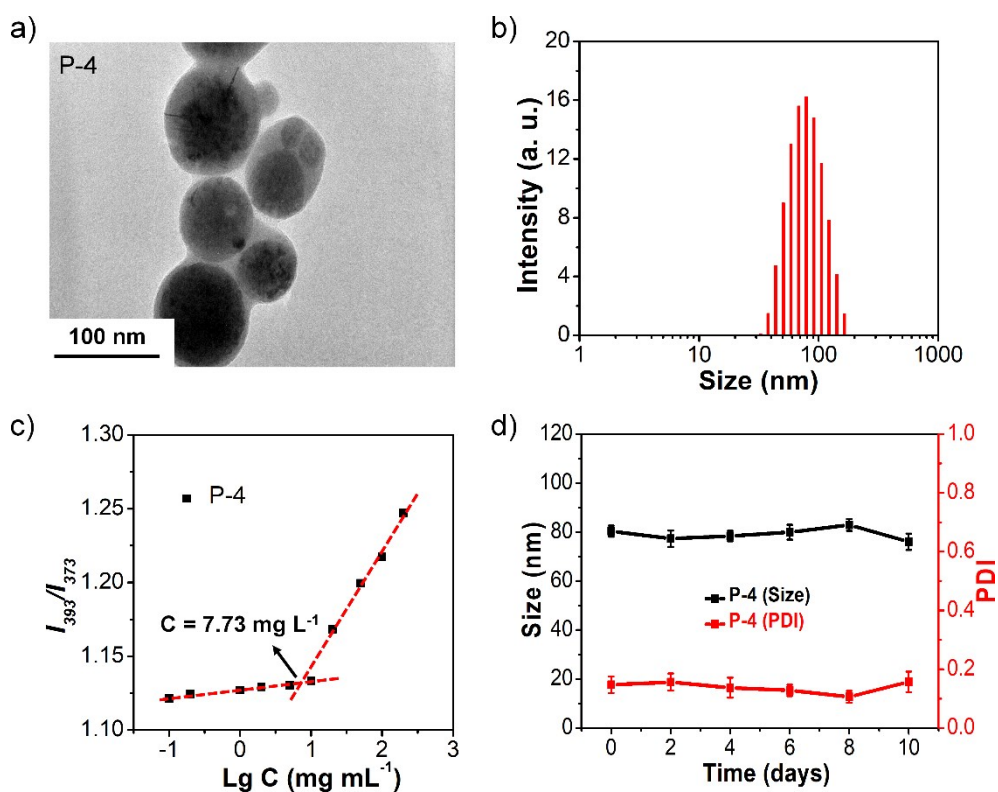 a)
P-4
100 nm
b)
20
16
12
8
4
0
Intensity (a. u.)
1 10 100 1000
Size (nm)
c)
1.30
1.25
1.20
1.15
1.10
I393/I373
P-4
C = 7.73 mg L-1
-1 0 1 2 3
Lg C (mg mL-1)
d)
120
100
80
60
40
20
0
Size (nm)
P-4 (Size)
P-4 (PDI)
1.0
0.8
0.6
0.4
0.2
0.0
PDI
0 2 4 6 8 10
Time (days)